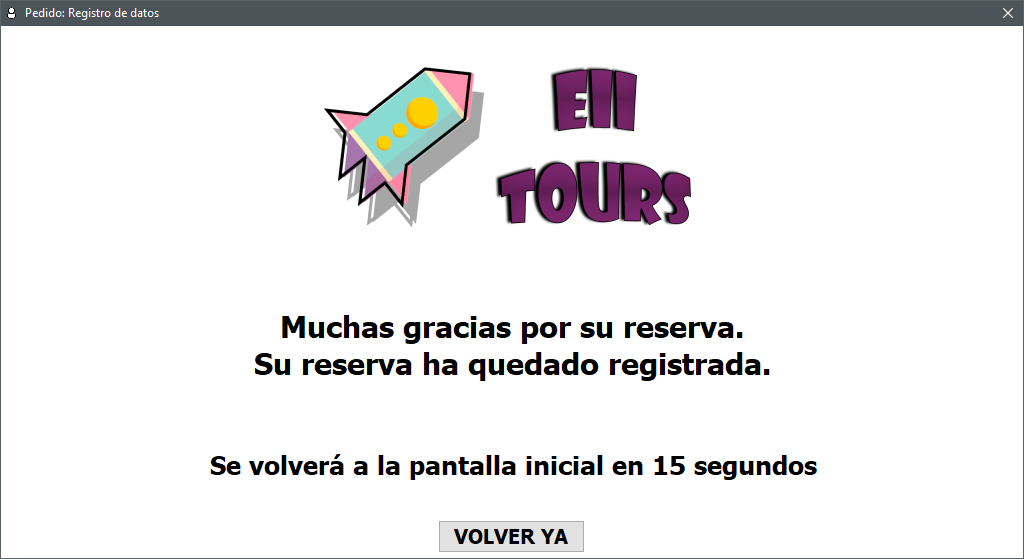 Pedido: Registro de datos
EII
TOURS
Muchas gracias por su reserva.
Su reserva ha quedado registrada.
Se volverá a la pantalla inicial en 15 segundos
VOLVER YA